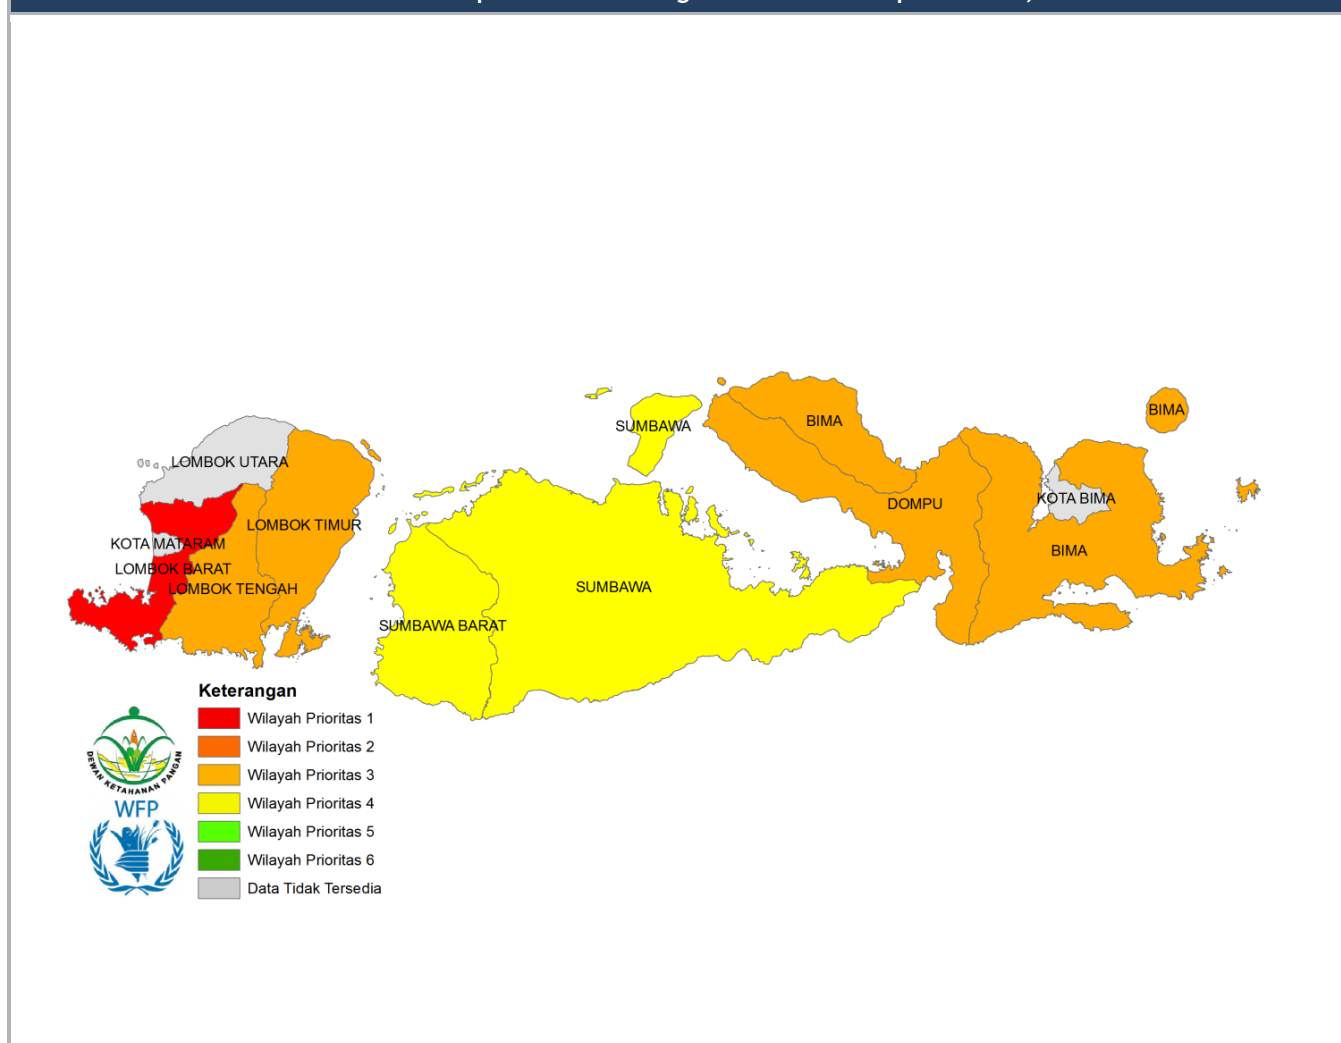 BIMA
BIMA
SUMBAWA
LOMBOK UTARA
KOTA BIMA
DOMPU
LOMBOK TIMUR
KOTA MATARAM
BIMA
LOMBOK BARAT
LOMBOK TENGAH
SUMBAWA
SUMBAWA BARAT
Keterangan
Wilayah Prioritas 1
Wilayah Prioritas 2
Wilayah Prioritas 3
Wilayah Prioritas 4
Wilayah Prioritas 5
Wilayah Prioritas 6
Data Tidak Tersedia
DEWAN KETAHANAN PANGAN
WFP